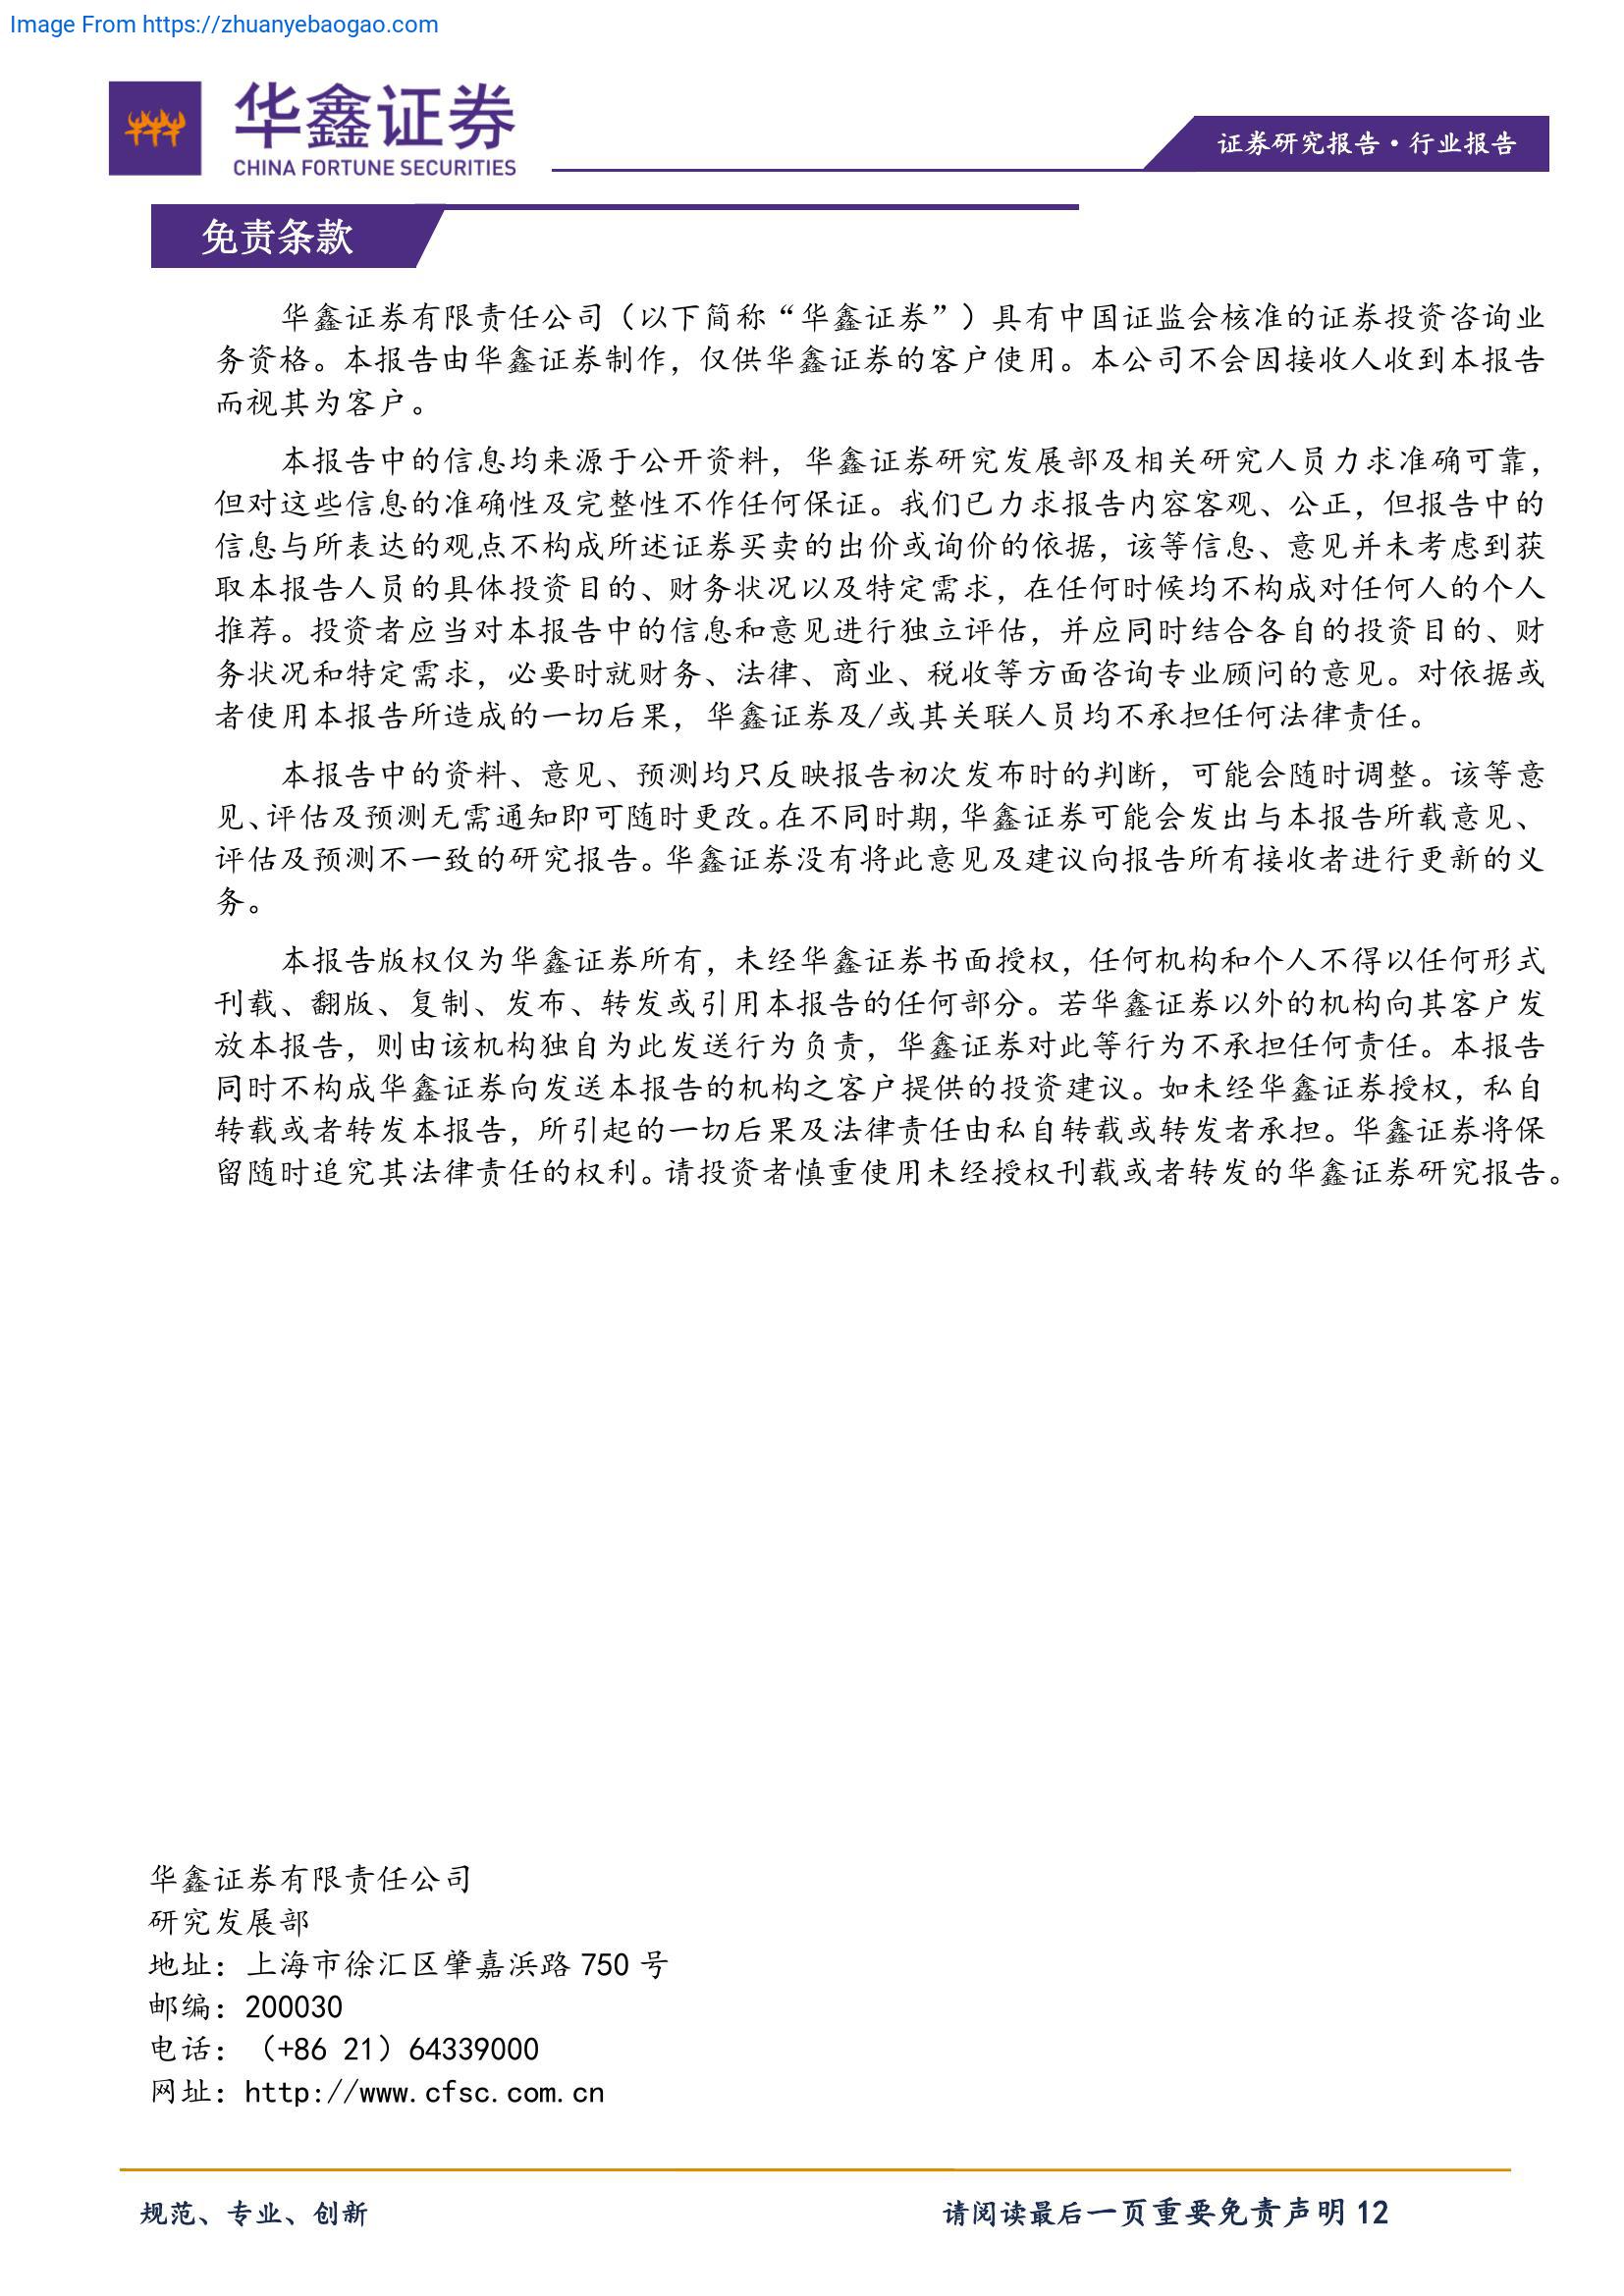 Image From https://zhuanyebaogao.com
华鑫证券
CHINA FORTUNE SECURITIES
证券研究报告·行业报告
免责条款
华鑫证券有限责任公司（以下简称“华鑫证券”）具有中国证监会核准的证券投资咨询业
务资格。本报告由华鑫证券制作，仅供华鑫证券的客户使用。本公司不会因接收人收到本报告
而视其为客户。
本报告中的信息均来源于公开资料，华鑫证券研究发展部及相关研究人员力求准确可靠，
但对这些信息的准确性及完整性不作任何保证。我们已力求报告内容客观、公正，但报告中的
信息与所表达的观点不构成所述证券买卖的出价或询价的依据，该等信息、意见并未考虑到获
取本报告人员的具体投资目的、财务状况以及特定需求，在任何时候均不构成对任何人的个人
推荐。投资者应当对本报告中的信息和意见进行独立评估，并应同时结合各自的投资目的、财
务状况和特定需求，必要时就财务、法律、商业、税收等方面咨询专业顾问的意见。对依据或
者使用本报告所造成的一切后果，华鑫证券及/或其关联人员均不承担任何法律责任。
本报告中的资料、意见、预测均只反映报告初次发布时的判断，可能会随时调整。该等意
见、评估及预测无需通知即可随时更改。在不同时期，华鑫证券可能会发出与本报告所载意见、
评估及预测不一致的研究报告。华鑫证券没有将此意见及建议向报告所有接收者进行更新的义
务。
本报告版权仅为华鑫证券所有，未经华鑫证券书面授权，任何机构和个人不得以任何形式
刊载、翻版、复制、发布、转发或引用本报告的任何部分。若华鑫证券以外的机构向其客户发
放本报告，则由该机构独自为此发送行为负责，华鑫证券对此等行为不承担任何责任。本报告
同时不构成华鑫证券向发送本报告的机构之客户提供的投资建议。如未经华鑫证券授权，私自
转载或者转发本报告，所引起的一切后果及法律责任由私自转载或转发者承担。华鑫证券将保
留随时追究其法律责任的权利。请投资者慎重使用未经授权刊载或者转发的华鑫证券研究报告。
华鑫证券有限责任公司
研究发展部
地址：上海市徐汇区肇嘉浜路 750 号
邮编：200030
电话：（+86 21）64339000
网址：http://www.cfsc.com.cn
规范、专业、创新
请阅读最后一页重要免责声明 12